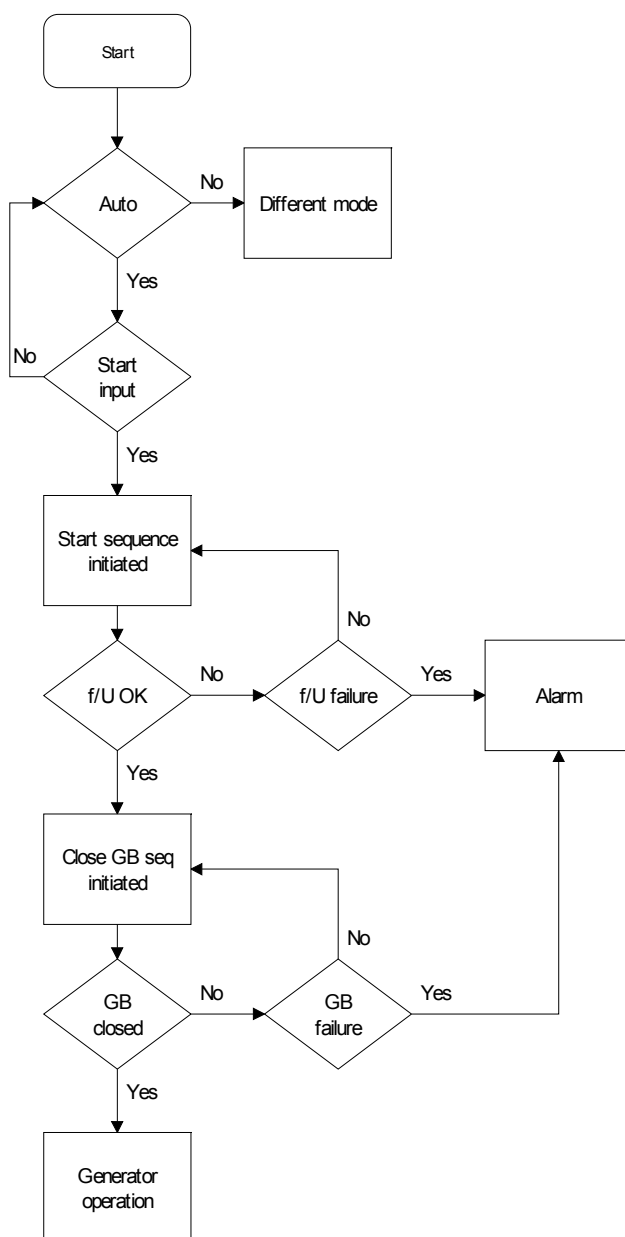 Start
Auto
No
Different mode
Yes
No
Start
input
Yes
Start sequence
initiated
No
f/U OK
No
f/U failure
Yes
Alarm
Yes
Close GB seq
initiated
No
GB
closed
No
GB
failure
Yes
Yes
Generator
operation